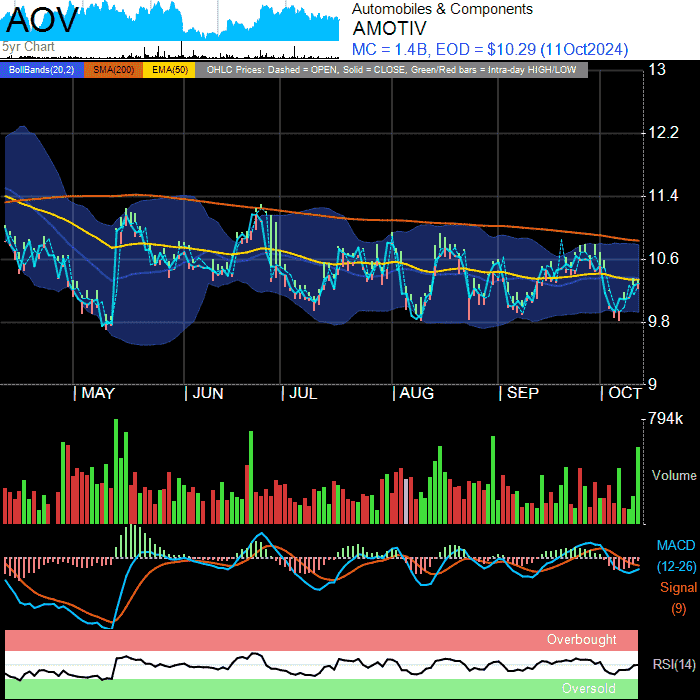 AOV
5yr Chart
Automobiles & Components
AMOTIV
MC = 1.4B, EOD = $10.29 (11Oct2024)
BollBands(20,2) SMA(200) EMA(50) OHLC Prices: Dashed = OPEN, Solid = CLOSE, Green/Red bars = Intra-day HIGH/LOW
13
12.2
11.4
10.6
9.8
9
| MAY | JUN | JUL | AUG | SEP | OCT
794k
Volume
MACD
(12-26)
Signal
(9)
Overbought
RSI(14)
Oversold